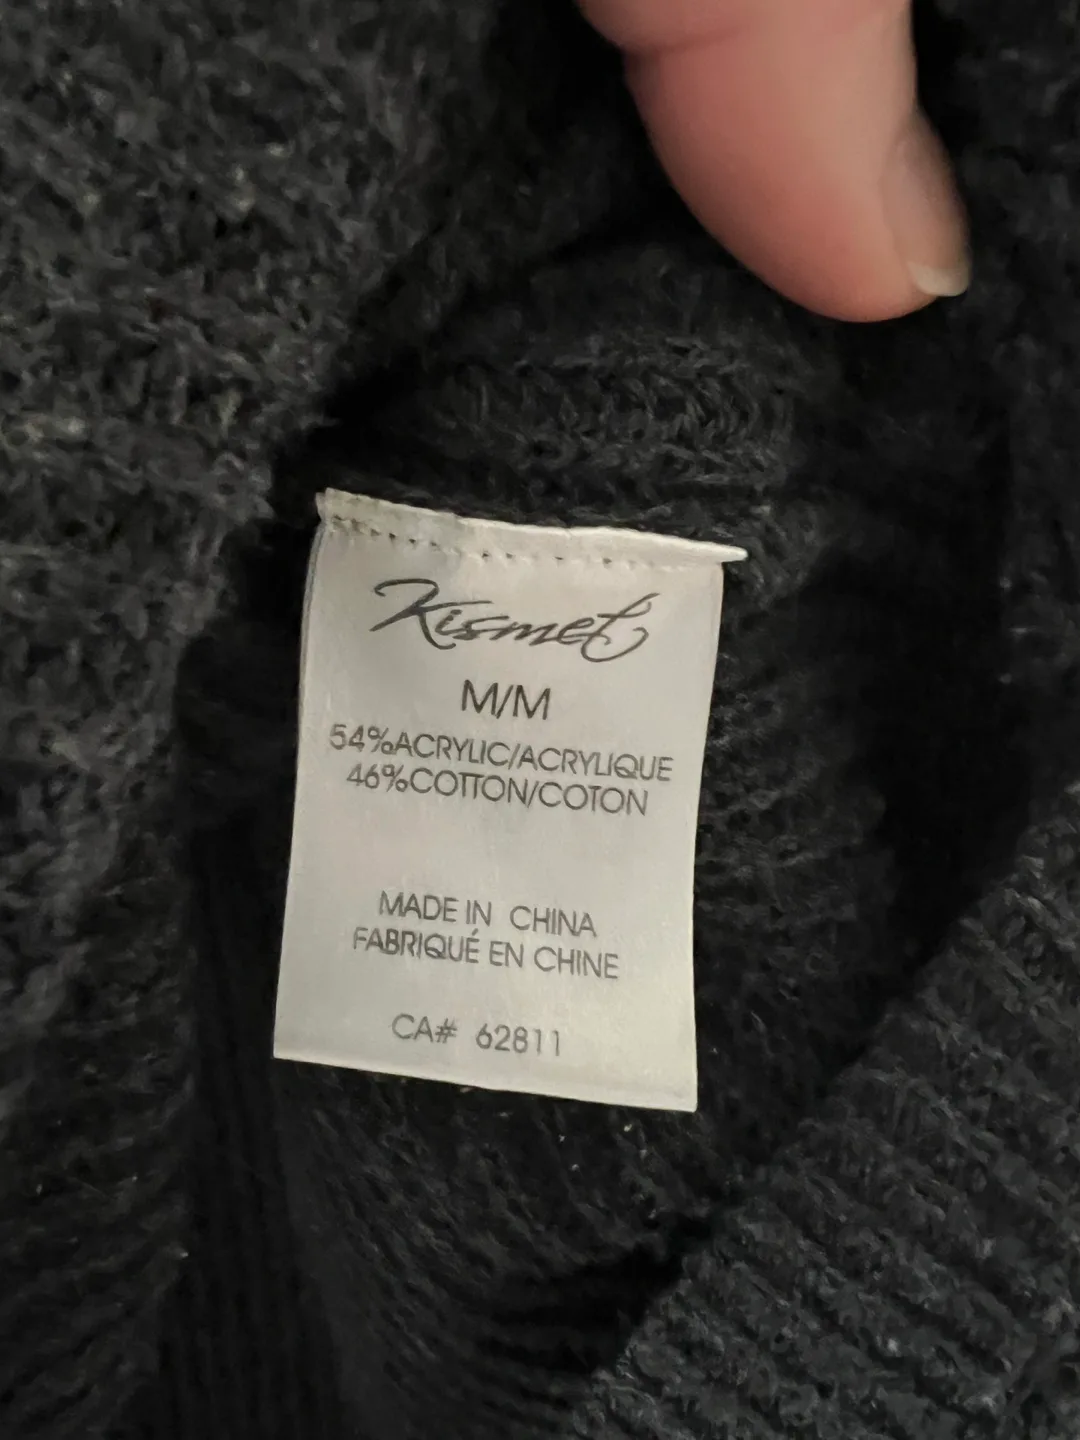 Kismet
M/M
54%ACRYLIC/ACRYLIQUE
46%COTTON/COTON
MADE IN CHINA
FABRIQUÉ EN CHINE
CA# 62811